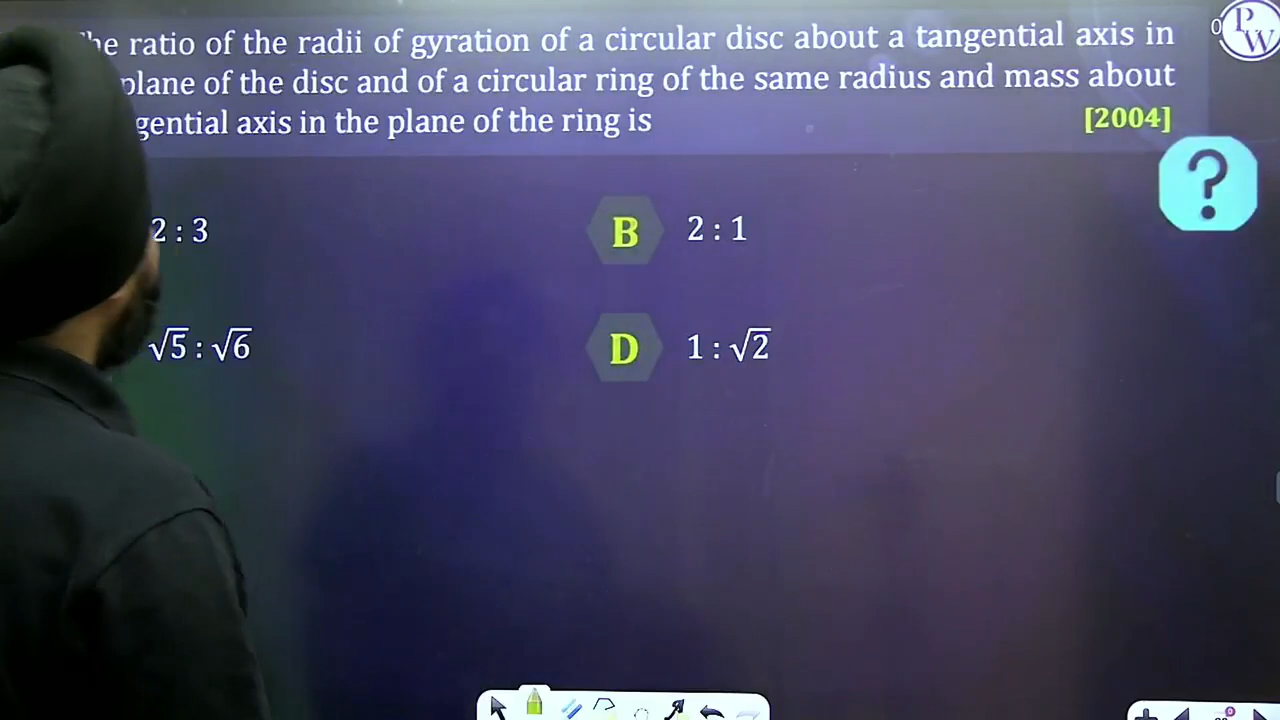 he ratio of the radii of gyration of a circular disc about a tangential axis in
plane of the disc and of a circular ring of the same radius and mass about
gential axis in the plane of the ring is
[2004]
PW
?
2 : 3
B 2 : 1
√5 : √6
D 1 : √2